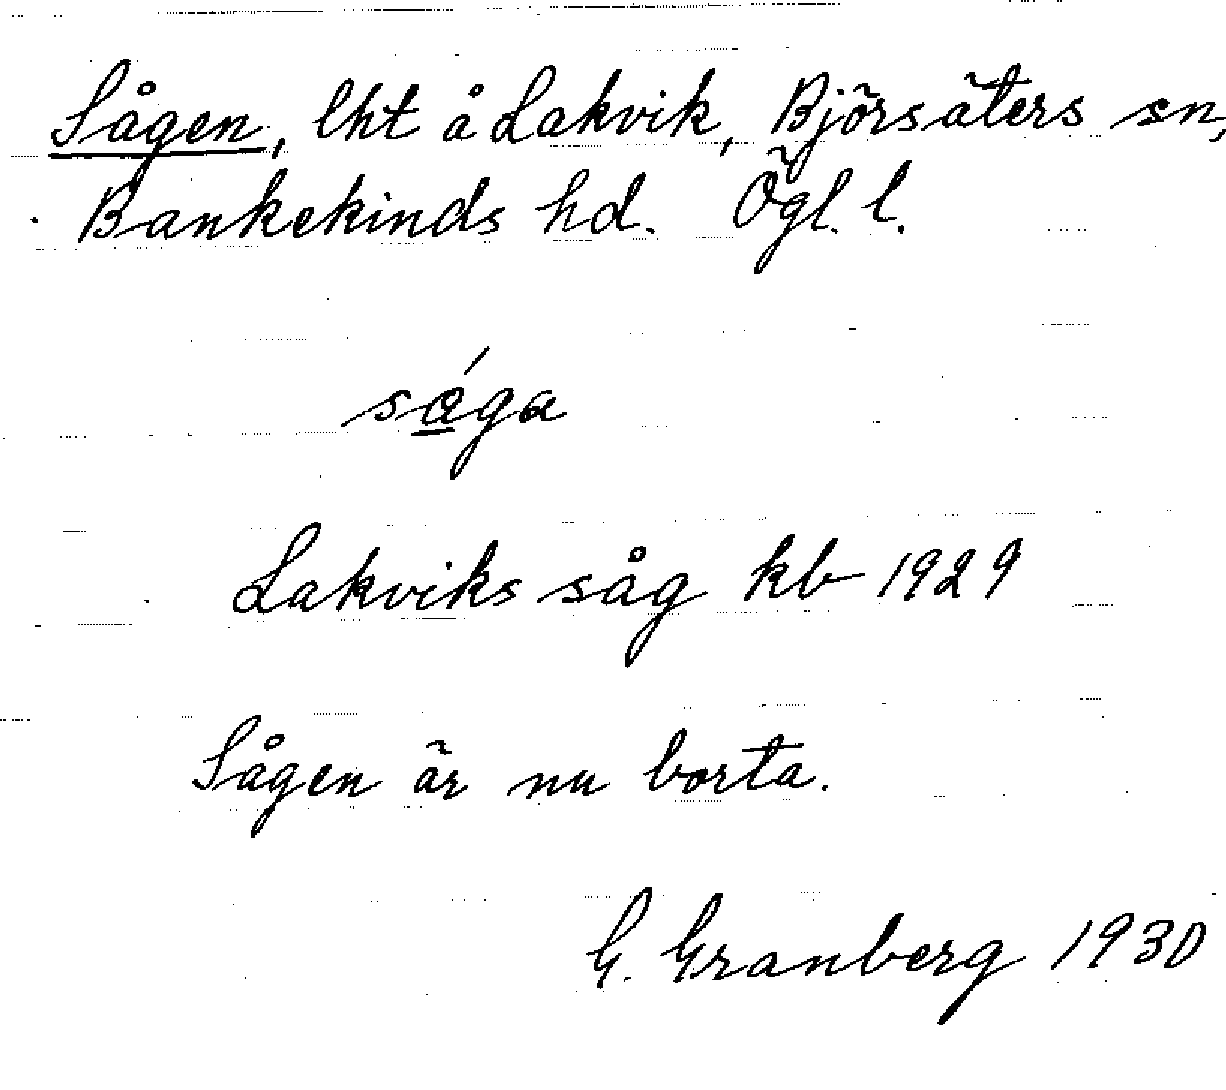 Sågen, lht å Lakvik, Björsäters sn,
Bankekinds hd. Ögl. l.
såga
Lakviks såg kb 1929
Sågen är nu borta.
G. Granberg 1930